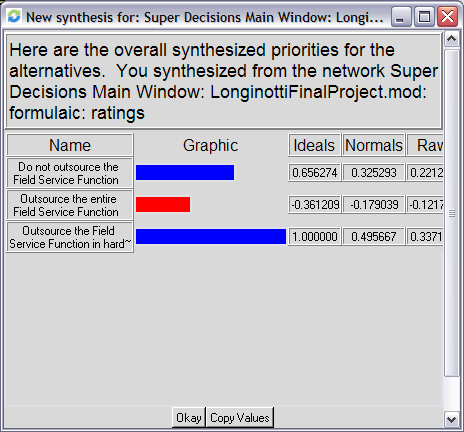 New synthesis for: Super Decisions Main Window: Longi...
Here are the overall synthesized priorities for the
alternatives. You synthesized from the network Super
Decisions Main Window: LonginottiFinalProject.mod:
formulaic: ratings
Name Graphic Ideals Normals Raw
Do not outsource the
Field Service Function
0.656274 0.325293 0.2212
Outsource the entire
Field Service Function
-0.361209 -0.179039 -0.1217
Outsource the Field
Service Function in hard~
1.000000 0.495667 0.3371
Okay Copy Values